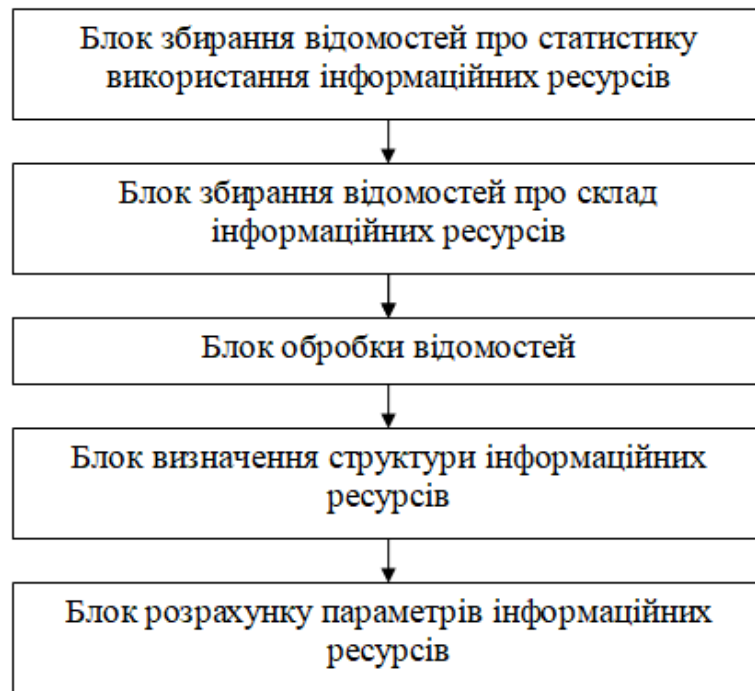 Блок збирання відомостей про статистику
використання інформаційних ресурсів
Блок збирання відомостей про склад
інформаційних ресурсів
Блок обробки відомостей
Блок визначення структури інформаційних
ресурсів
Блок розрахунку параметрів інформаційних
ресурсів